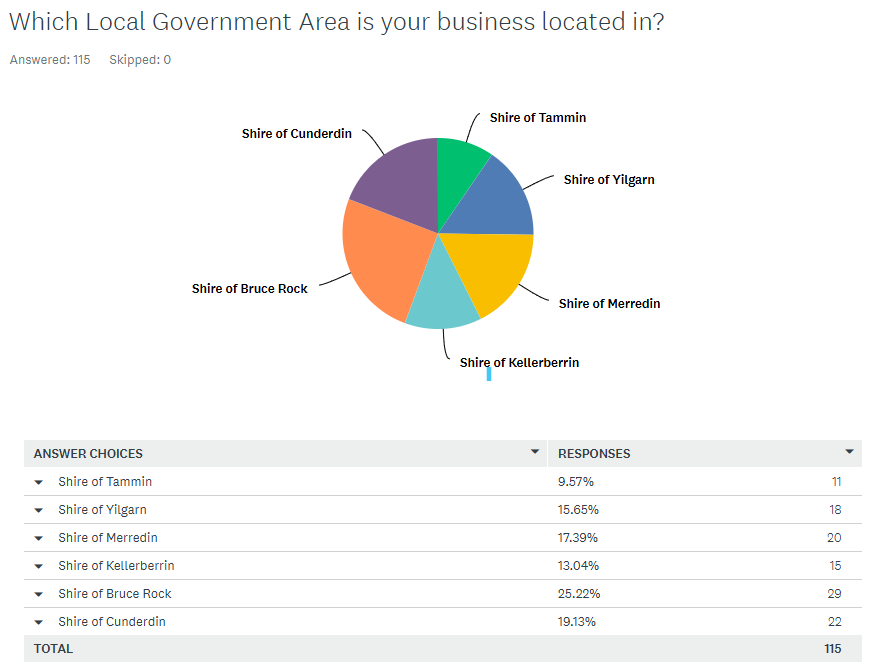 Which Local Government Area is your business located in?
Answered: 115 Skipped: 0
Shire of Tammin
Shire of Cunderdin
Shire of Yilgarn
Shire of Bruce Rock
Shire of Merredin
Shire of Kellerberrin
ANSWER CHOICES RESPONSES
Shire of Tammin 9.57% 11
Shire of Yilgarn 15.65% 18
Shire of Merredin 17.39% 20
Shire of Kellerberrin 13.04% 15
Shire of Bruce Rock 25.22% 29
Shire of Cunderdin 19.13% 22
TOTAL 115